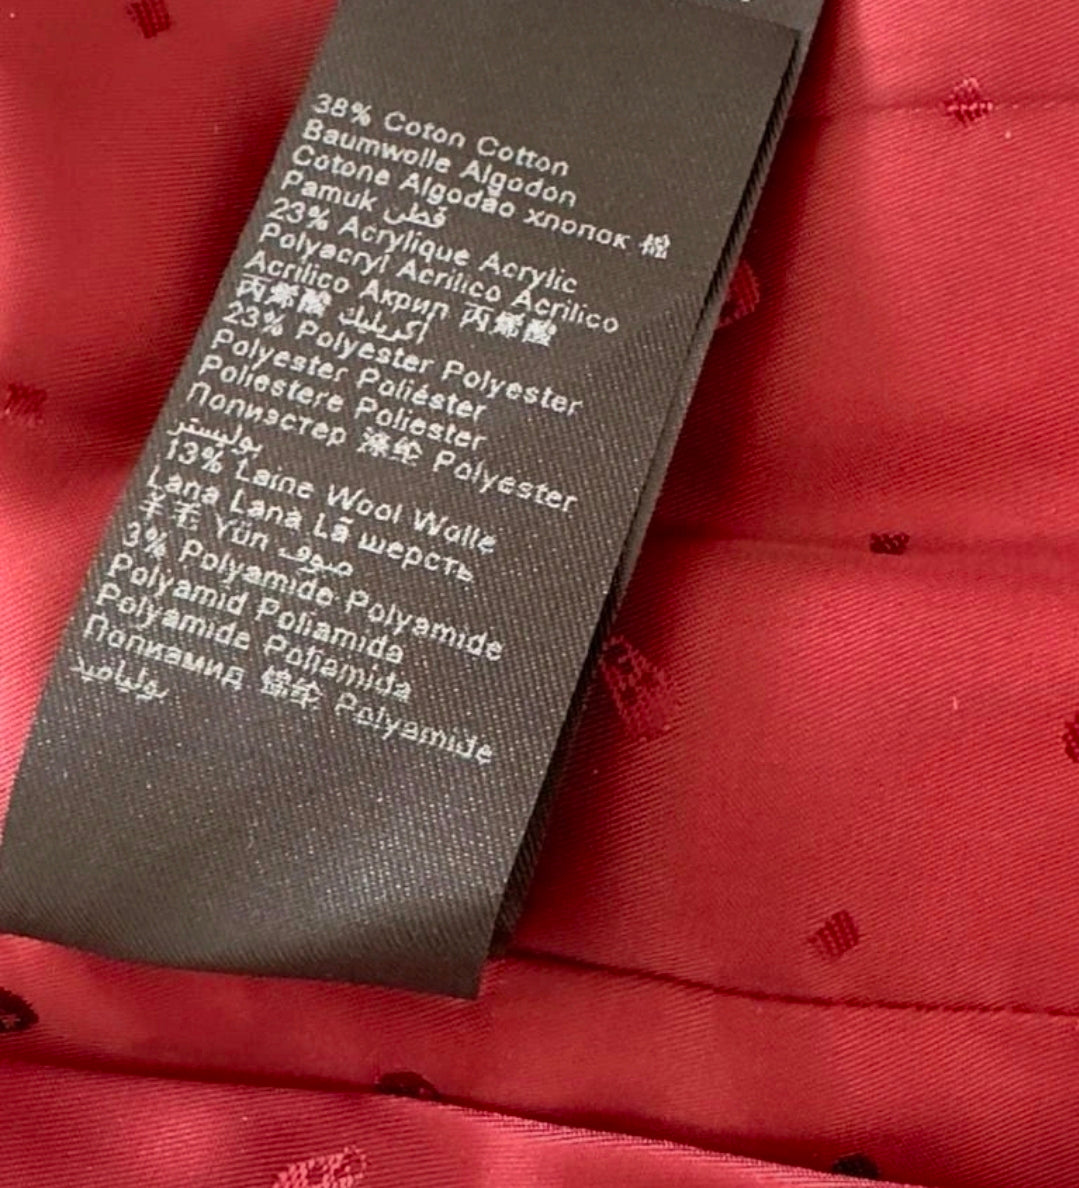 38% Coton Cotton
Baumwolle Algodon
Cotone Algodão хлопок 棉
Pamuk قطن
23% Acrylique Acrylic
Polyacryl Acrilico Acrilico
Acrilico Акрил 丙烯酸
丙烯酸 أكريليك
23% Polyester Polyester
Polyester Poliéster
Poliestere Poliester
Полиэстер 涤纶 Polyester
بوليستر
13% Laine Wool Wolle
Lana Lana Lã шерсть
羊毛 Yün صوف
3% Polyamide Polyamide
Polyamid Poliamida
Polyamide Poliamida
Полиамид 锦纶 Polyamide
بولياميد